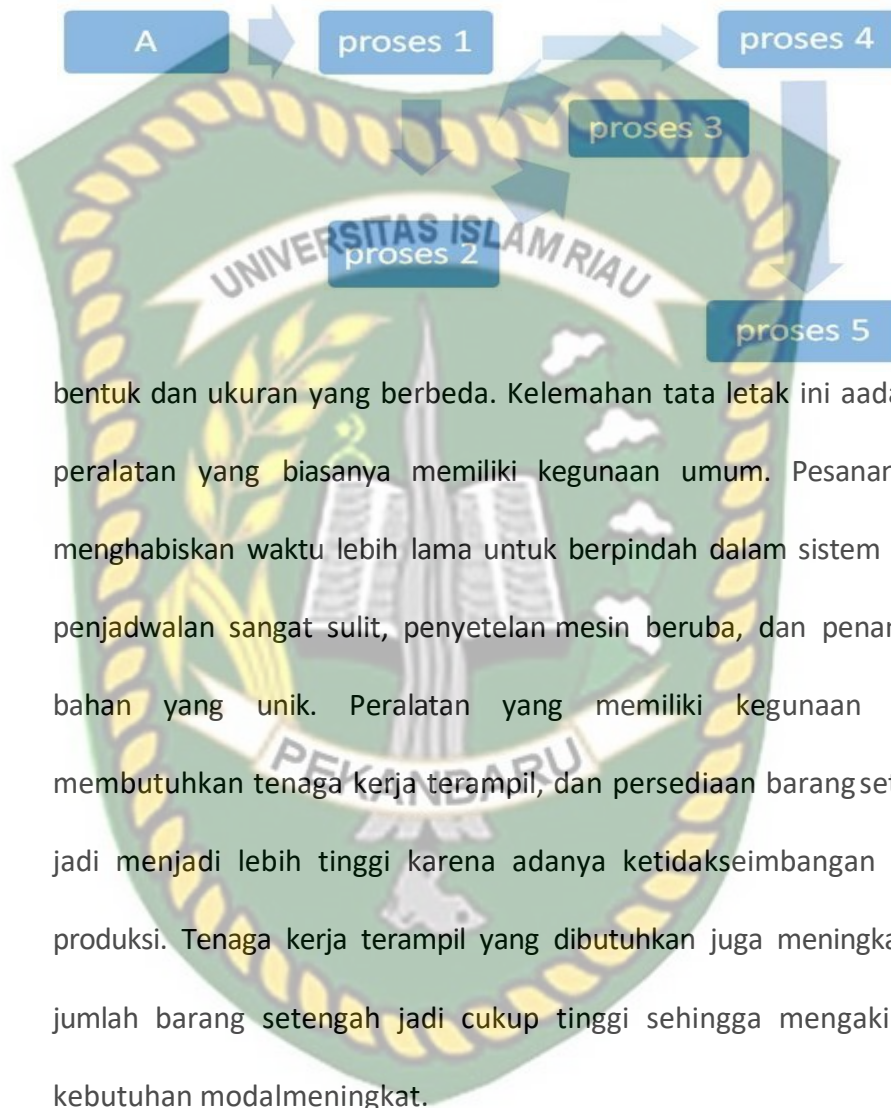 A proses 1 proses 4
proses 3
UNIVERSITAS ISLAM RIAU
proses 2
proses 5
bentuk dan ukuran yang berbeda. Kelemahan tata letak ini aada
peralatan yang biasanya memiliki kegunaan umum. Pesanan
menghabiskan waktu lebih lama untuk berpindah dalam sistem
penjadwalan sangat sulit, penyetelan mesin beruba, dan penan
bahan yang unik. Peralatan yang memiliki kegunaan
membutuhkan tenaga kerja terampil, dan persediaan barang set
PEKANBARU
jadi menjadi lebih tinggi karena adanya ketidakseimbangan
produksi. Tenaga kerja terampil yang dibutuhkan juga meningka
jumlah barang setengah jadi cukup tinggi sehingga mengaki
kebutuhan modalmeningkat.